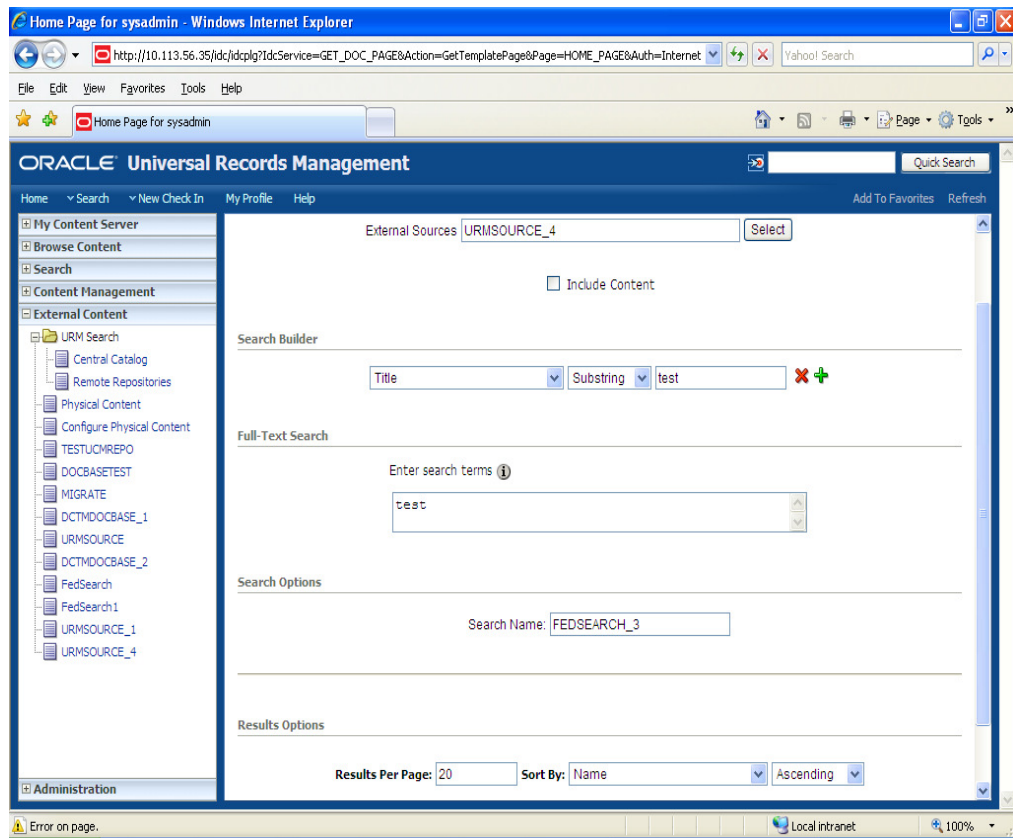 Home Page for sysadmin - Windows Internet Explorer
http://10.113.56.35/idc/idcplg?IdcService=GET_DOC_PAGE&Action=GetTemplatePage&Page=HOME_PAGE&Auth=Internet
Yahoo! Search
File Edit View Favorites Tools Help
Home Page for sysadmin
Page Tools
ORACLE Universal Records Management
Quick Search
Home Search New Check In My Profile Help
Add To Favorites Refresh
My Content Server
Browse Content
Search
Content Management
External Content
URM Search
Central Catalog
Remote Repositories
Physical Content
Configure Physical Content
TESTUCMREPO
DOCBASETEST
MIGRATE
DCTMDOCBASE_1
URMSOURCE
DCTMDOCBASE_2
FedSearch
FedSearch1
URMSOURCE_1
URMSOURCE_4
Administration
External Sources URMSOURCE_4 Select
Include Content
Search Builder
Title Substring test
Full-Text Search
Enter search terms
test
Search Options
Search Name: FEDSEARCH_3
Results Options
Results Per Page: 20 Sort By: Name Ascending
Error on page.
Local intranet
100%